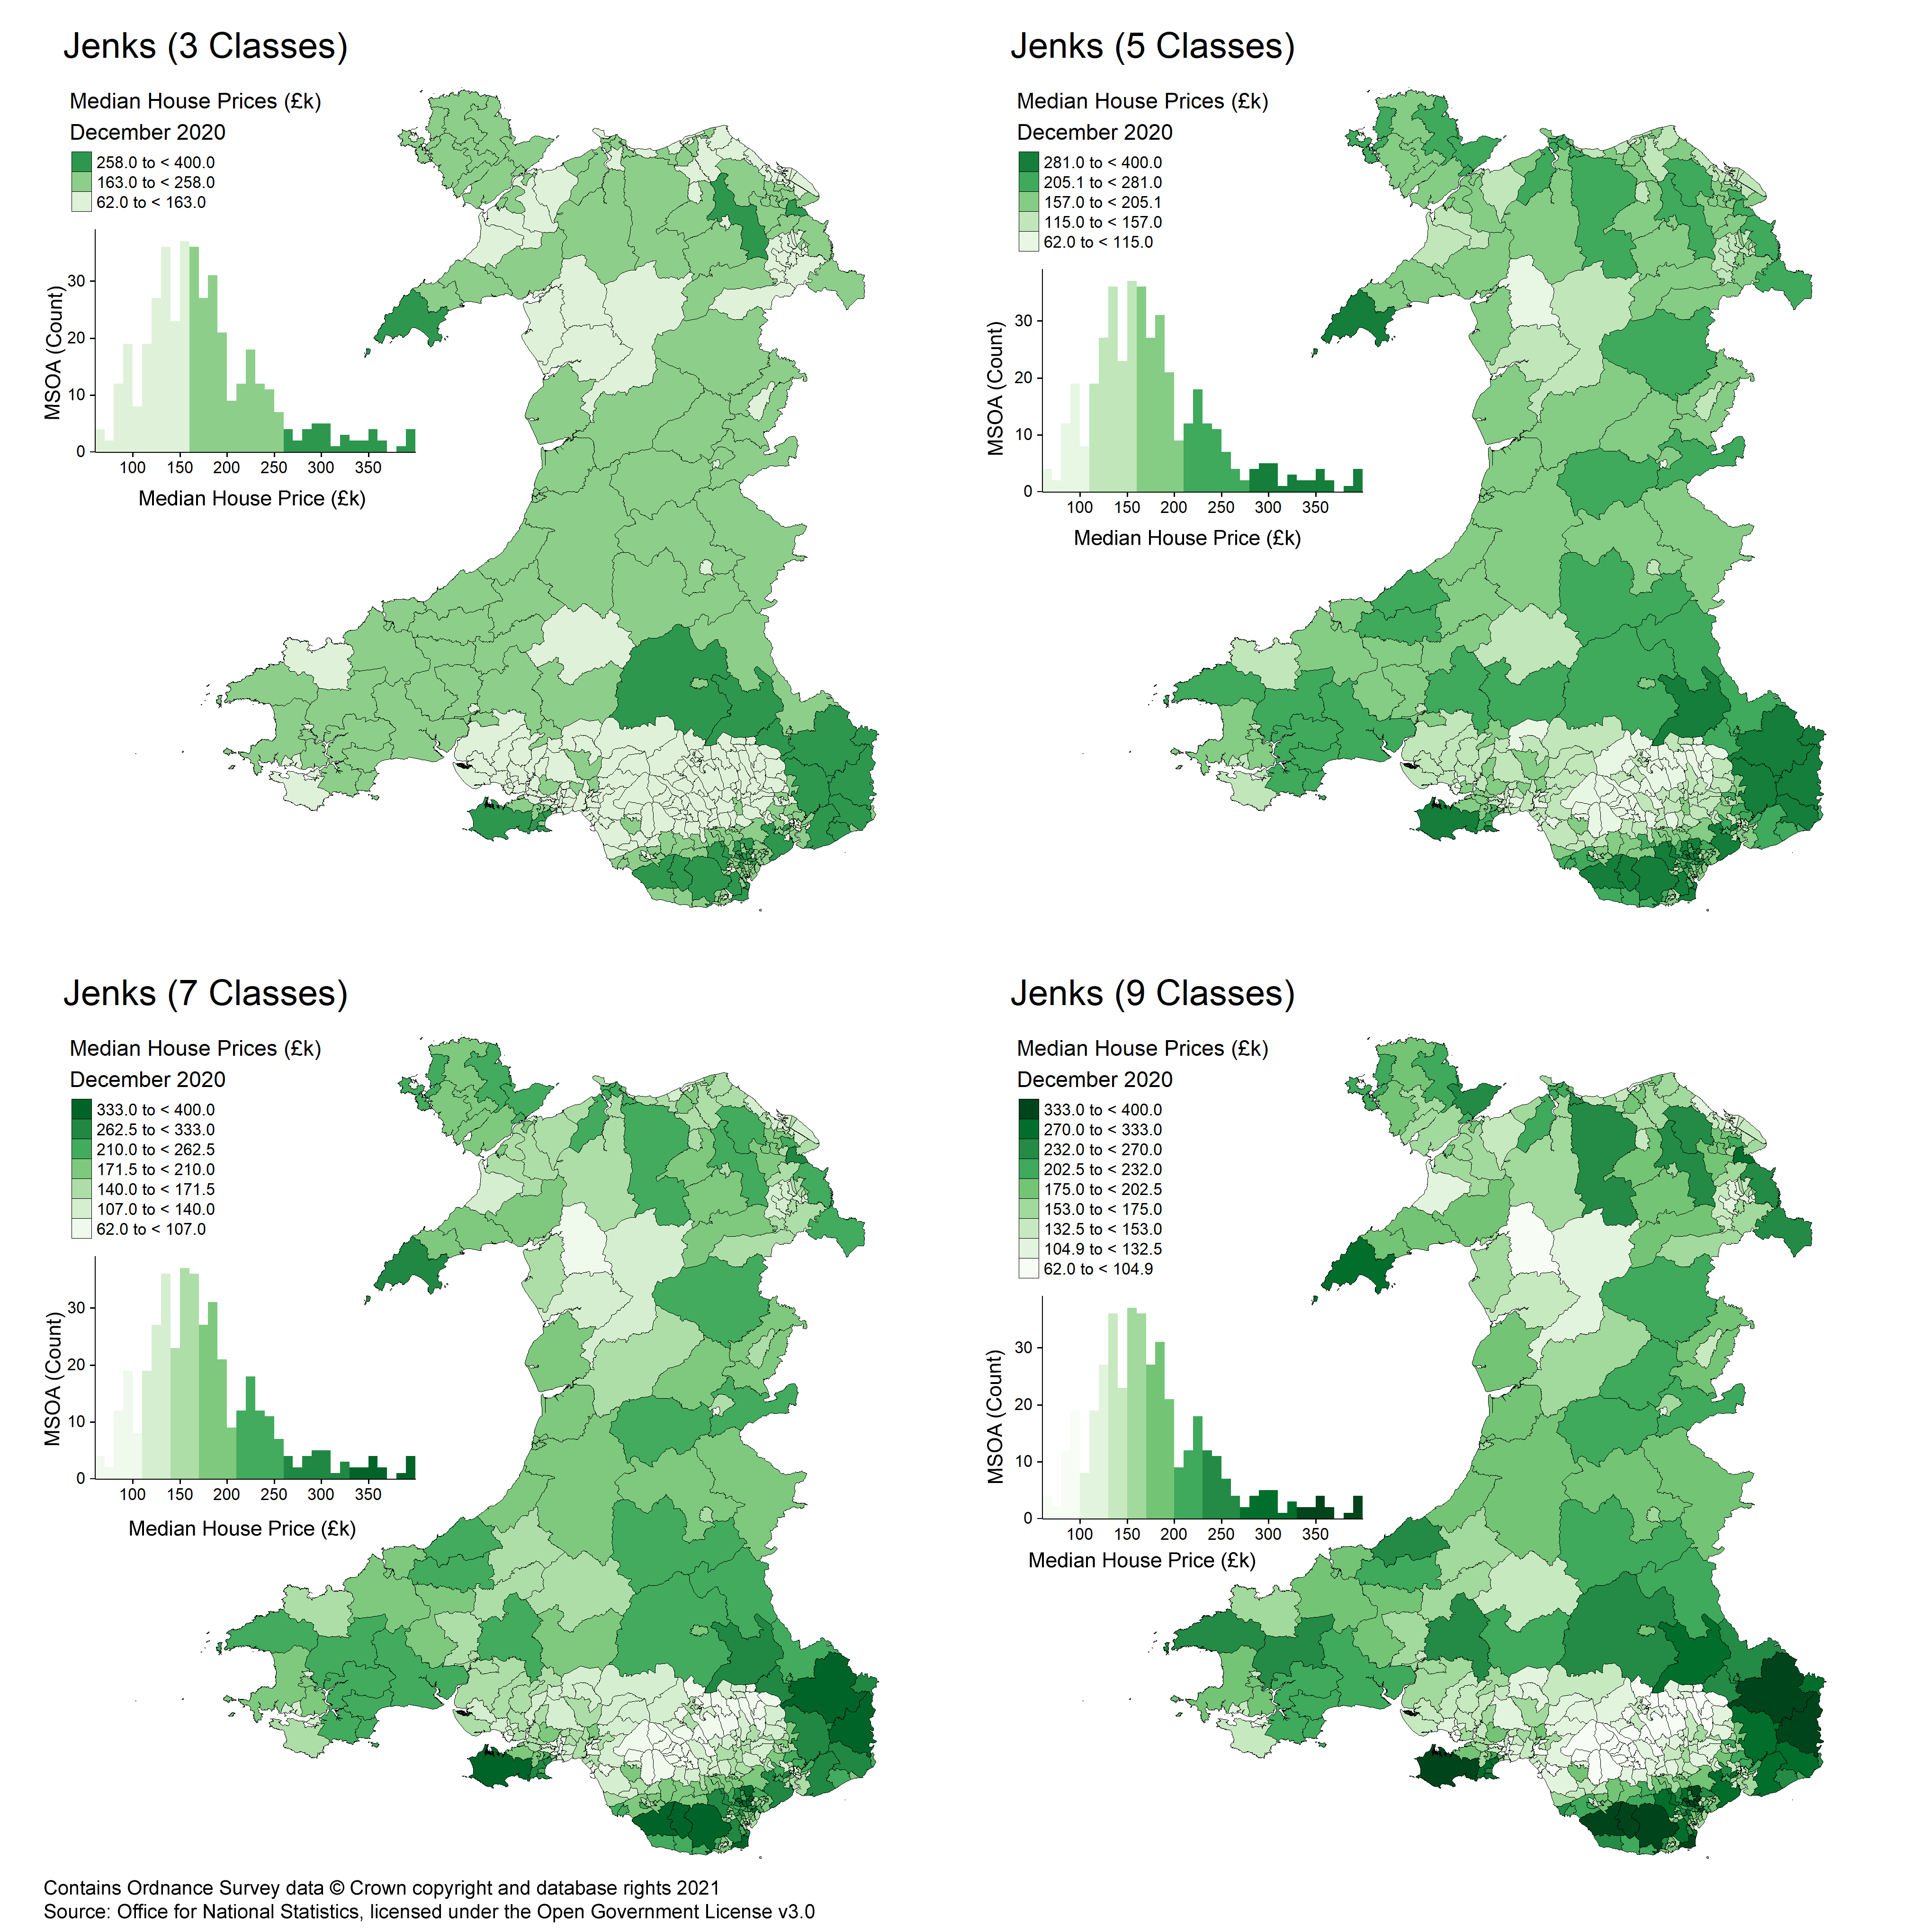 Jenks (3 Classes)
Median House Prices (£k)
December 2020
258.0 to < 400.0
163.0 to < 258.0
62.0 to < 163.0
MSOA (Count)
30
20
10
0
100 150 200 250 300 350
Median House Price (£k)
Jenks (5 Classes)
Median House Prices (£k)
December 2020
281.0 to < 400.0
205.1 to < 281.0
157.0 to < 205.1
115.0 to < 157.0
62.0 to < 115.0
MSOA (Count)
30
20
10
0
100 150 200 250 300 350
Median House Price (£k)
Jenks (7 Classes)
Median House Prices (£k)
December 2020
333.0 to < 400.0
262.5 to < 333.0
210.0 to < 262.5
171.5 to < 210.0
140.0 to < 171.5
107.0 to < 140.0
62.0 to < 107.0
MSOA (Count)
30
20
10
0
100 150 200 250 300 350
Median House Price (£k)
Jenks (9 Classes)
Median House Prices (£k)
December 2020
333.0 to < 400.0
270.0 to < 333.0
232.0 to < 270.0
202.5 to < 232.0
175.0 to < 202.5
153.0 to < 175.0
132.5 to < 153.0
104.9 to < 132.5
62.0 to < 104.9
MSOA (Count)
30
20
10
0
100 150 200 250 300 350
Median House Price (£k)
Contains Ordnance Survey data © Crown copyright and database rights 2021
Source: Office for National Statistics, licensed under the Open Government License v3.0